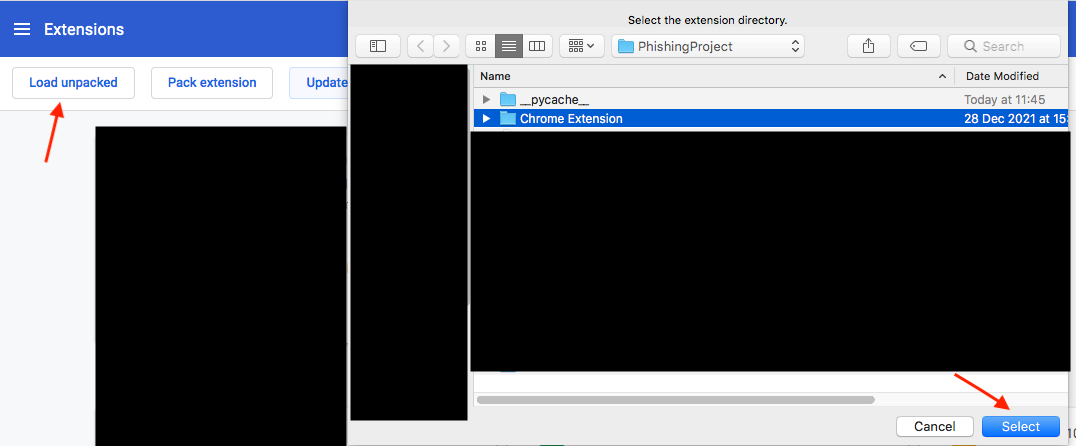 Select the extension directory.
Extensions
PhishingProject
Search
Load unpacked
Pack extension
Update
Name
Date Modified
__pycache__
Today at 11:45
Chrome Extension
28 Dec 2021 at 15
Cancel
Select